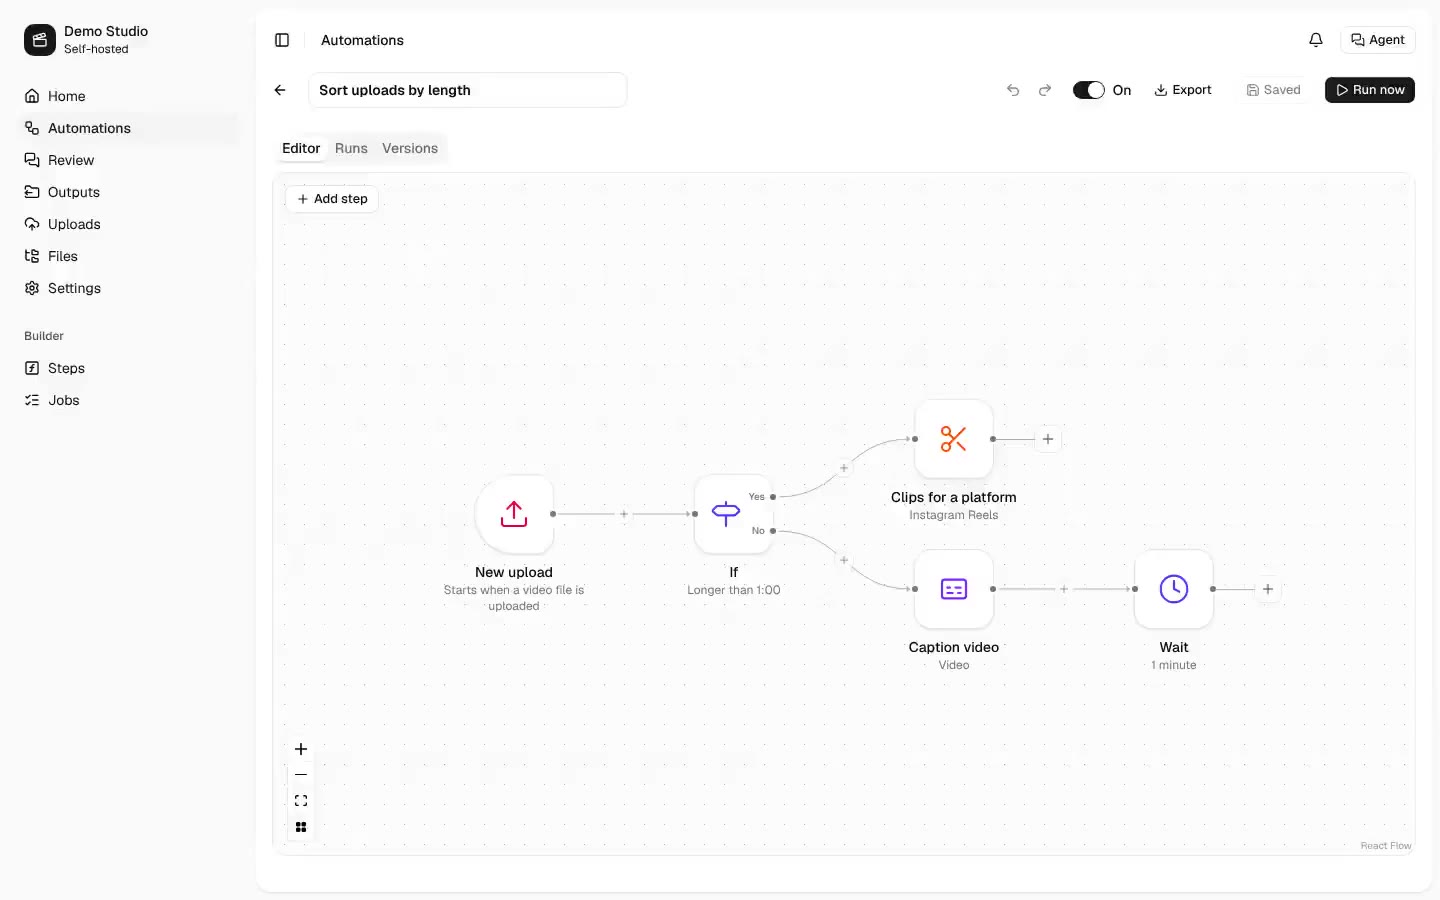 Demo Studio
Self-hosted
Home
Automations
Review
Outputs
Uploads
Files
Settings
Builder
Steps
Jobs
Automations
Agent
Sort uploads by length
On
Export
Saved
Run now
Editor
Runs
Versions
Add step
Yes
No
New upload
Starts when a video file is
uploaded
If
Longer than 1:00
Clips for a platform
Instagram Reels
Caption video
Video
Wait
1 minute
React Flow